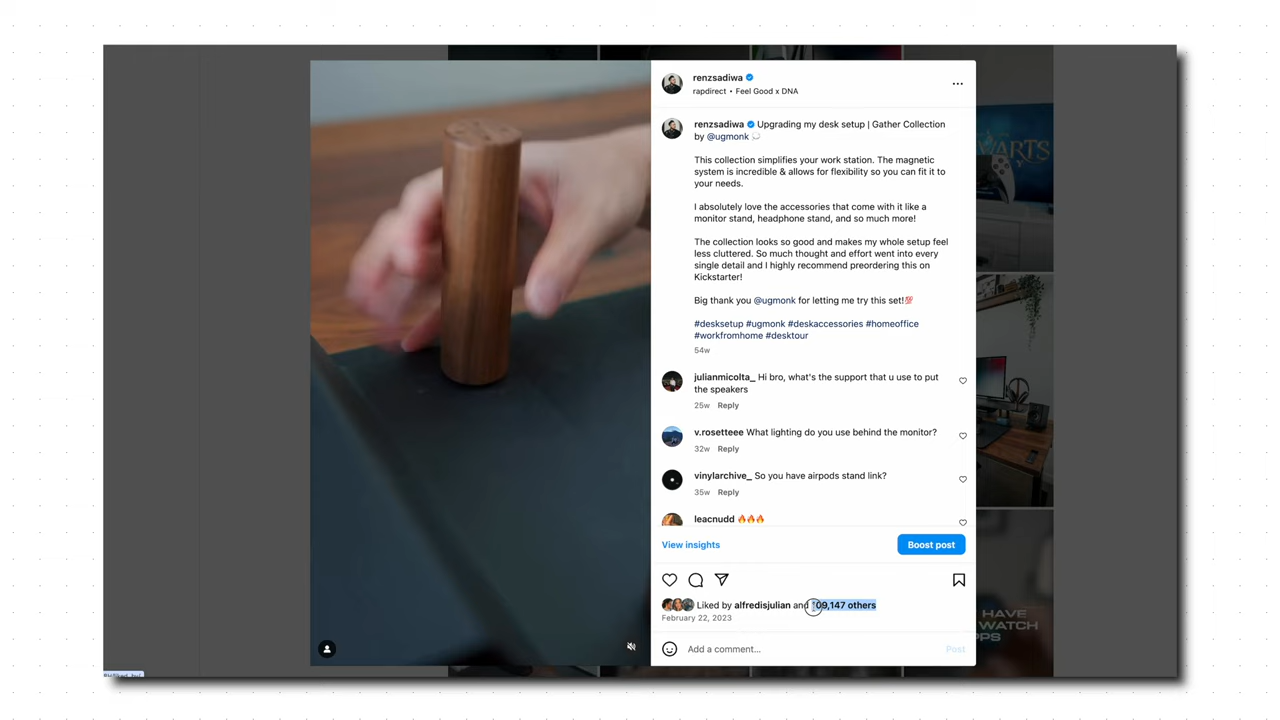 renzsadiwa
rapdirect • Feel Good x DNA
renzsadiwa Upgrading my desk setup | Gather Collection
by @ugmonk
This collection simplifies your work station. The magnetic
system is incredible & allows for flexibility so you can fit it to
your needs.
I absolutely love the accessories that come with it like a
monitor stand, headphone stand, and so much more!
The collection looks so good and makes my whole setup feel
less cluttered. So much thought and effort went into every
single detail and I highly recommend preordering this on
Kickstarter!
Big thank you @ugmonk for letting me try this set!💯
#desksetup #ugmonk #deskaccessories #homeoffice
#workfromhome #desktour
54w
julianmicolta_ Hi bro, what's the support that u use to put
the speakers
25w Reply
v.rosetteee What lighting do you use behind the monitor?
32w Reply
vinylarchive_ So you have airpods stand link?
35w Reply
leacnudd 🔥🔥🔥
View insights
Boost post
Liked by alfredisjulian and 109,147 others
February 22, 2023
Add a comment...
Post
HAVE
WATCH